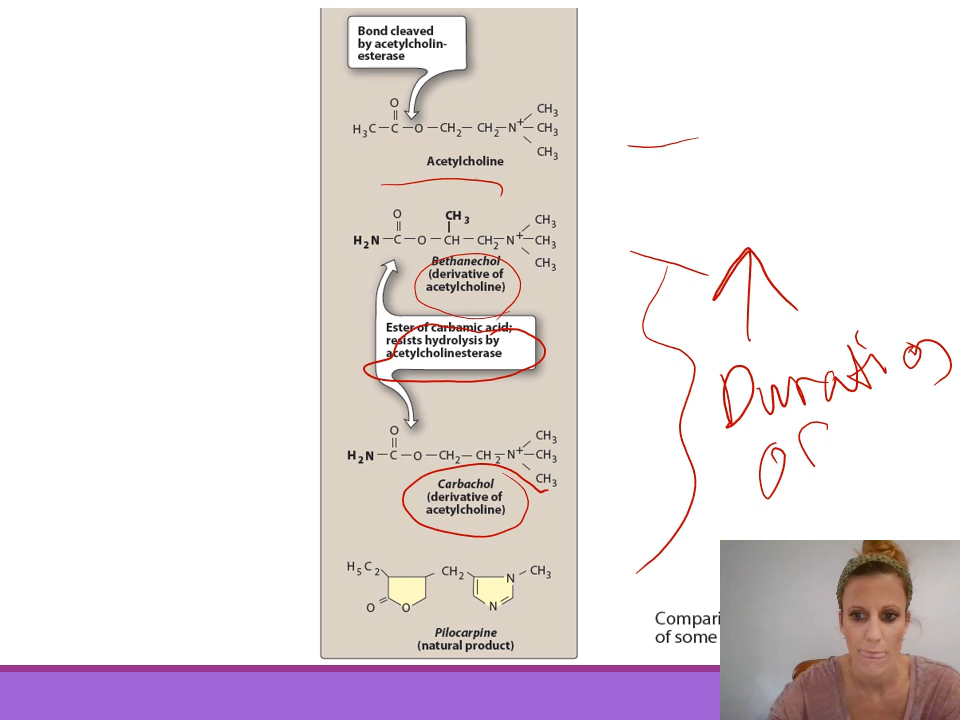 Bond cleaved
by acetylcholin-
esterase
O
||
H3C—C—O—CH2—CH2—N+—CH3
CH3
CH3
Acetylcholine
O
||
CH3
H2N—C—O—CH—CH2—N+—CH3
CH3
CH3
Bethanechol
(derivative of
acetylcholine)
Ester of carbamic acid;
resists hydrolysis by
acetylcholinesterase
O
||
H2N—C—O—CH2—CH2—N+—CH3
CH3
CH3
Carbachol
(derivative of
acetylcholine)
H5C2
CH2
N
CH3
O
O
N
Pilocarpine
(natural product)
Duration
Or
Compari
of some